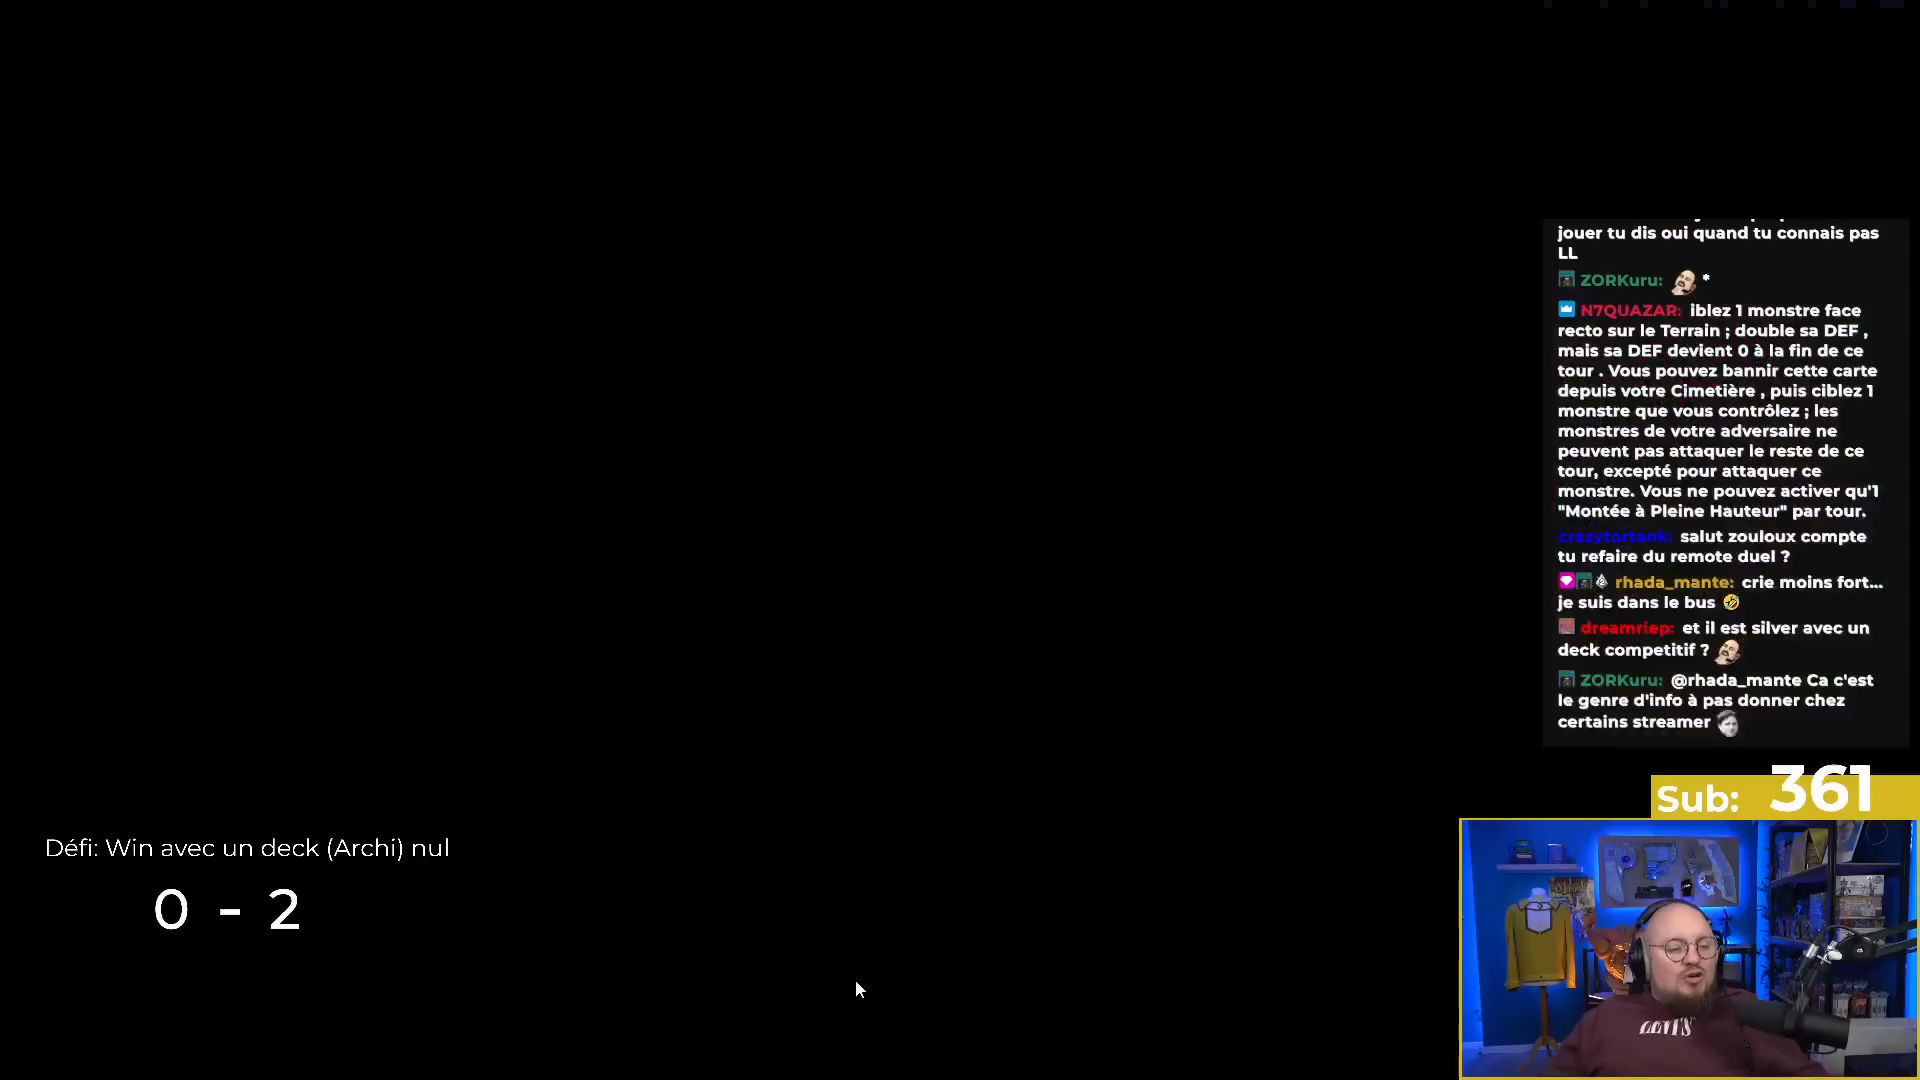 jouer tu dis oui quand tu connais pas
LL
ZORKuru: *
N7QUAZAR: iblez 1 monstre face
recto sur le Terrain ; double sa DEF ,
mais sa DEF devient 0 à la fin de ce
tour . Vous pouvez bannir cette carte
depuis votre Cimetière , puis ciblez 1
monstre que vous contrôlez ; les
monstres de votre adversaire ne
peuvent pas attaquer le reste de ce
tour, excepté pour attaquer ce
monstre. Vous ne pouvez activer qu'1
"Montée à Pleine Hauteur" par tour.
crazytortank: salut zouloux compte
tu refaire du remote duel ?
rhada_mante: crie moins fort...
je suis dans le bus 🤣
dreamriep: et il est silver avec un
deck competitif ?
ZORKuru: @rhada_mante Ca c'est
le genre d'info à pas donner chez
certains streamer
Sub: 361
Défi: Win avec un deck (Archi) nul
0 - 2